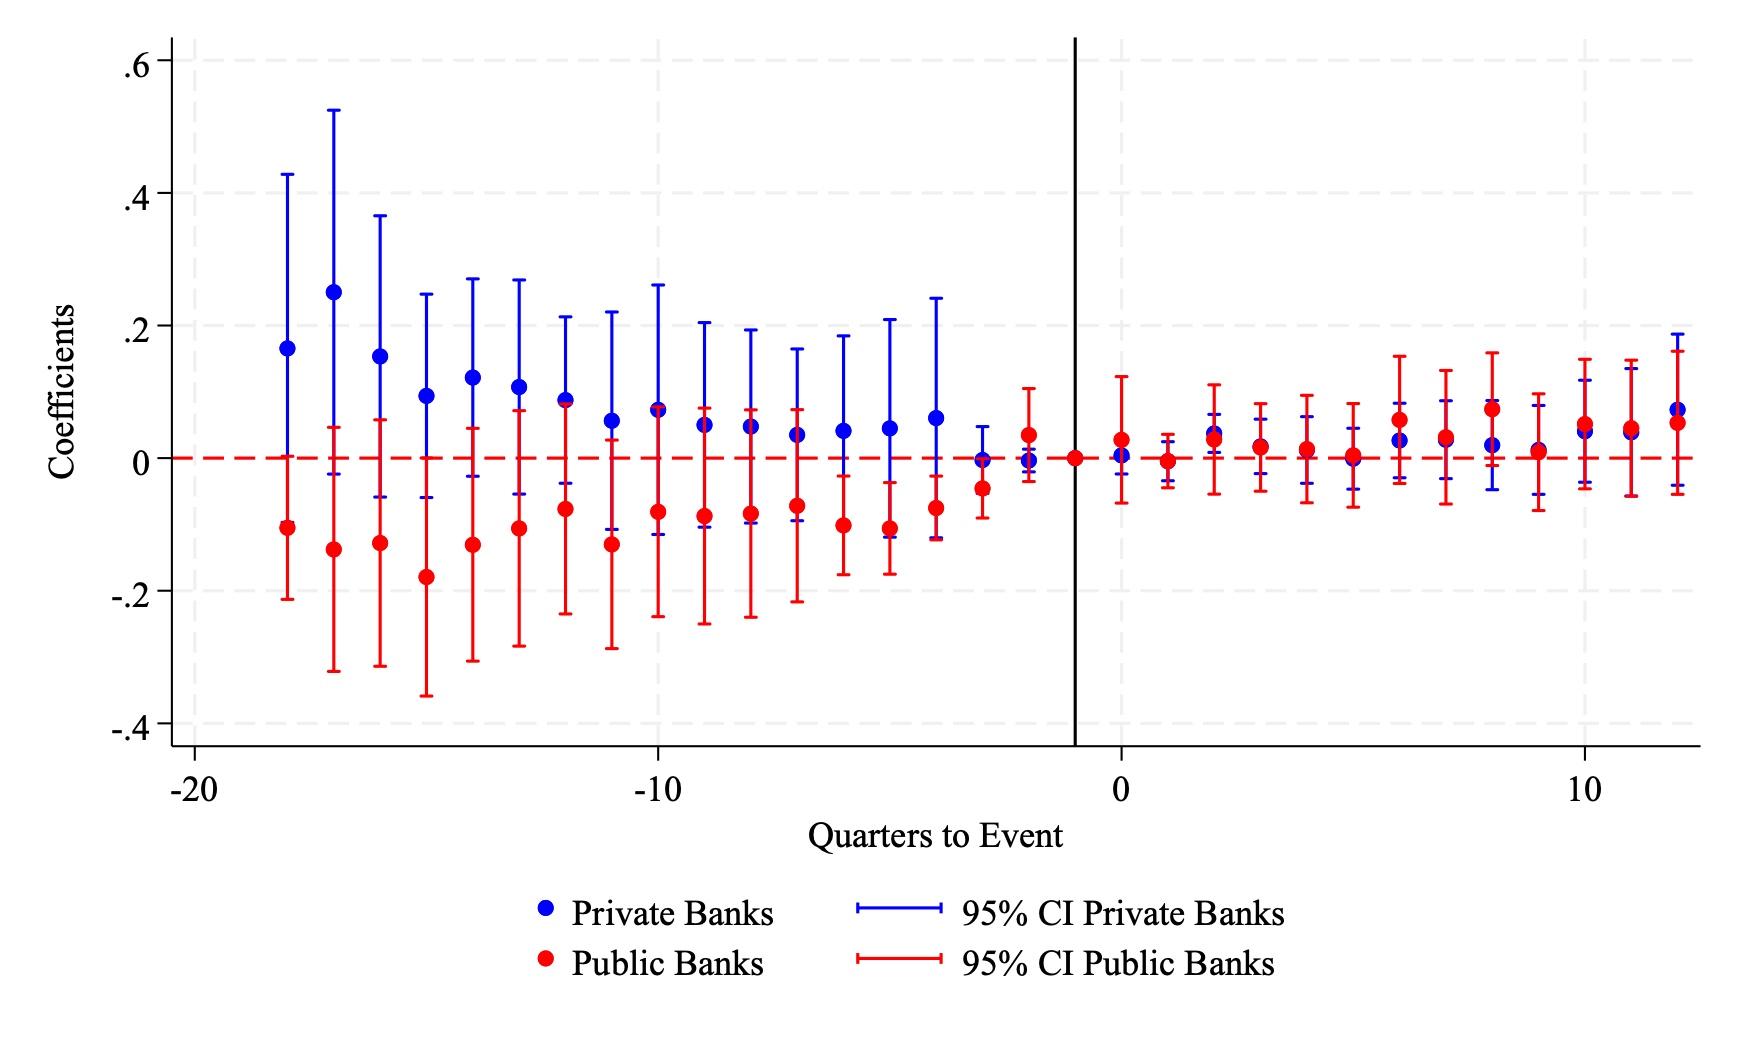 .6
.4
.2
0
-.2
-.4
Coefficients
-20
-10
0
10
Quarters to Event
Private Banks
95% CI Private Banks
Public Banks
95% CI Public Banks